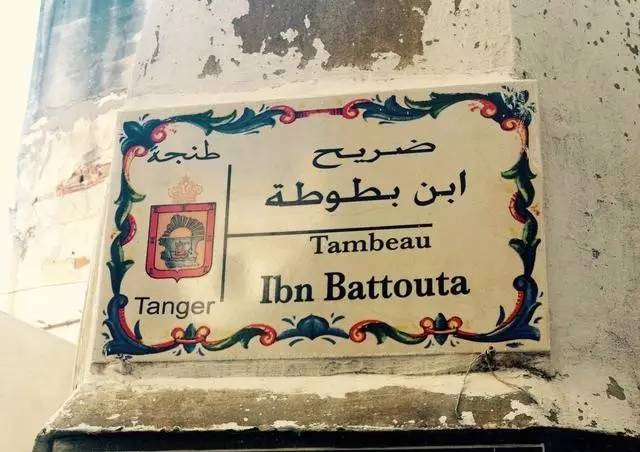 طنجة
Tanger
ضريح
ابن بطوطة
Tambeau
Ibn Battouta